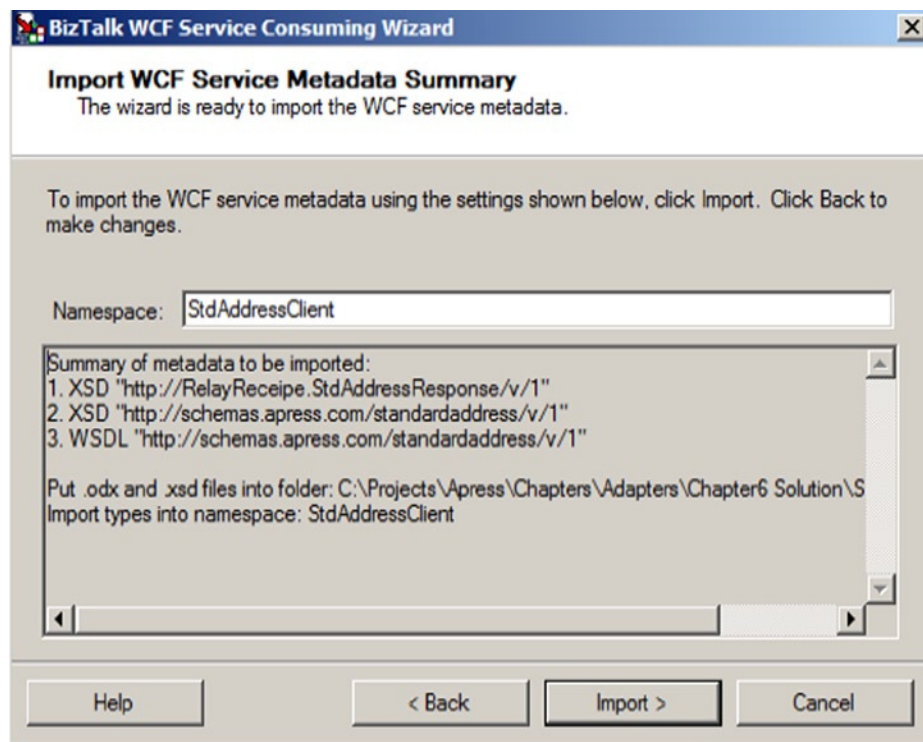 BizTalk WCF Service Consuming Wizard
Import WCF Service Metadata Summary
The wizard is ready to import the WCF service metadata.
To import the WCF service metadata using the settings shown below, click Import. Click Back to
make changes.
Namespace: StdAddressClient
Summary of metadata to be imported:
1. XSD "http://RelayReceipe.StdAddressResponse/v/1"
2. XSD "http://schemas.apress.com/standardaddress/v/1"
3. WSDL "http://schemas.apress.com/standardaddress/v/1"
Put .odx and .xsd files into folder: C:\Projects\Apress\Chapters\Adapters\Chapter6 Solution\S
Import types into namespace: StdAddressClient
Help < Back Import > Cancel